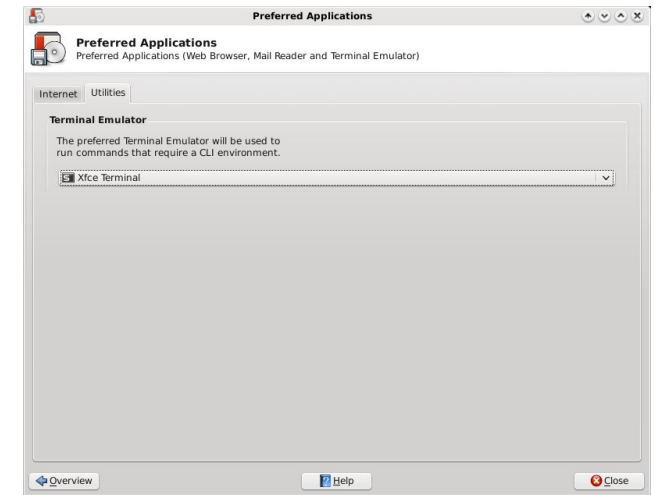 Preferred Applications
Preferred Applications
Preferred Applications (Web Browser, Mail Reader and Terminal Emulator)
Internet Utilities
Terminal Emulator
The preferred Terminal Emulator will be used to
run commands that require a CLI environment.
Xfce Terminal
Overview Help Close